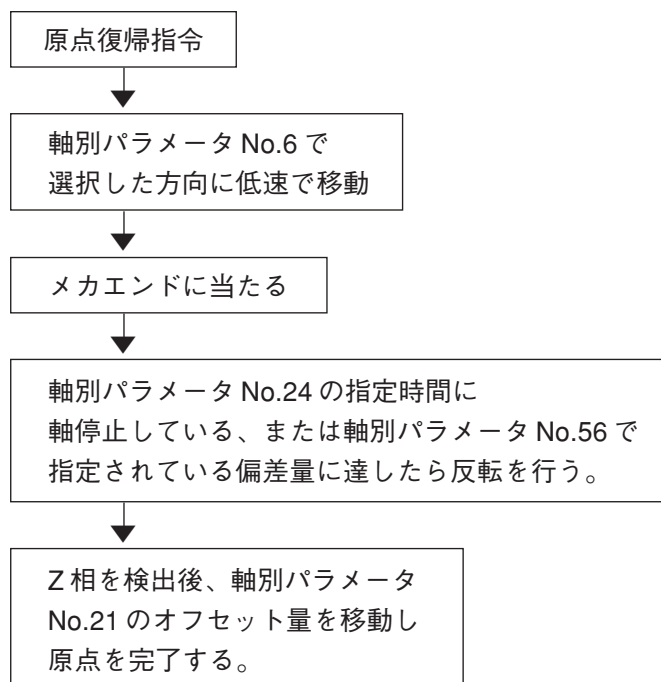 原点復帰指令
軸別パラメータ No.6 で
選択した方向に低速で移動
メカエンドに当たる
軸別パラメータ No.24 の指定時間に
軸停止している、または軸別パラメータ No.56 で
指定されている偏差量に達したら反転を行う。
Z 相を検出後、軸別パラメータ
No.21 のオフセット量を移動し
原点を完了する。